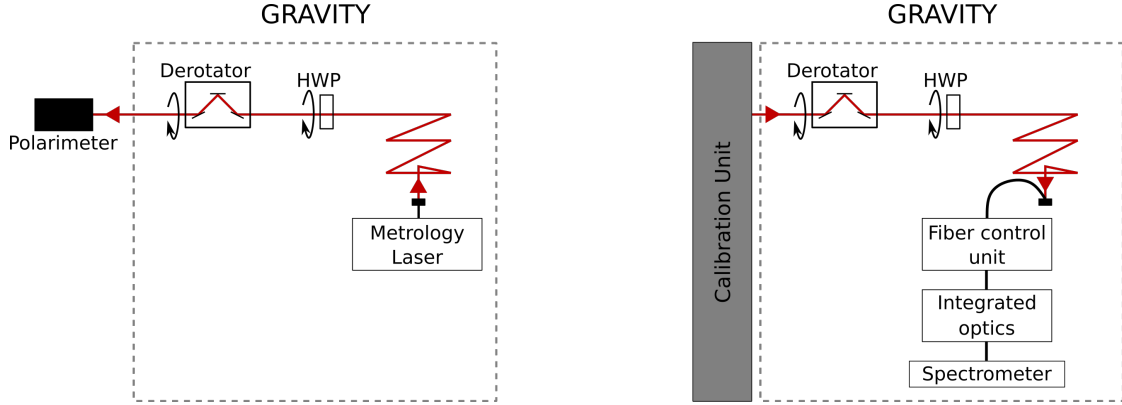 GRAVITY
Derotator
HWP
Polarimeter
Metrology
Laser
GRAVITY
Calibration Unit
Derotator
HWP
Fiber control
unit
Integrated
optics
Spectrometer